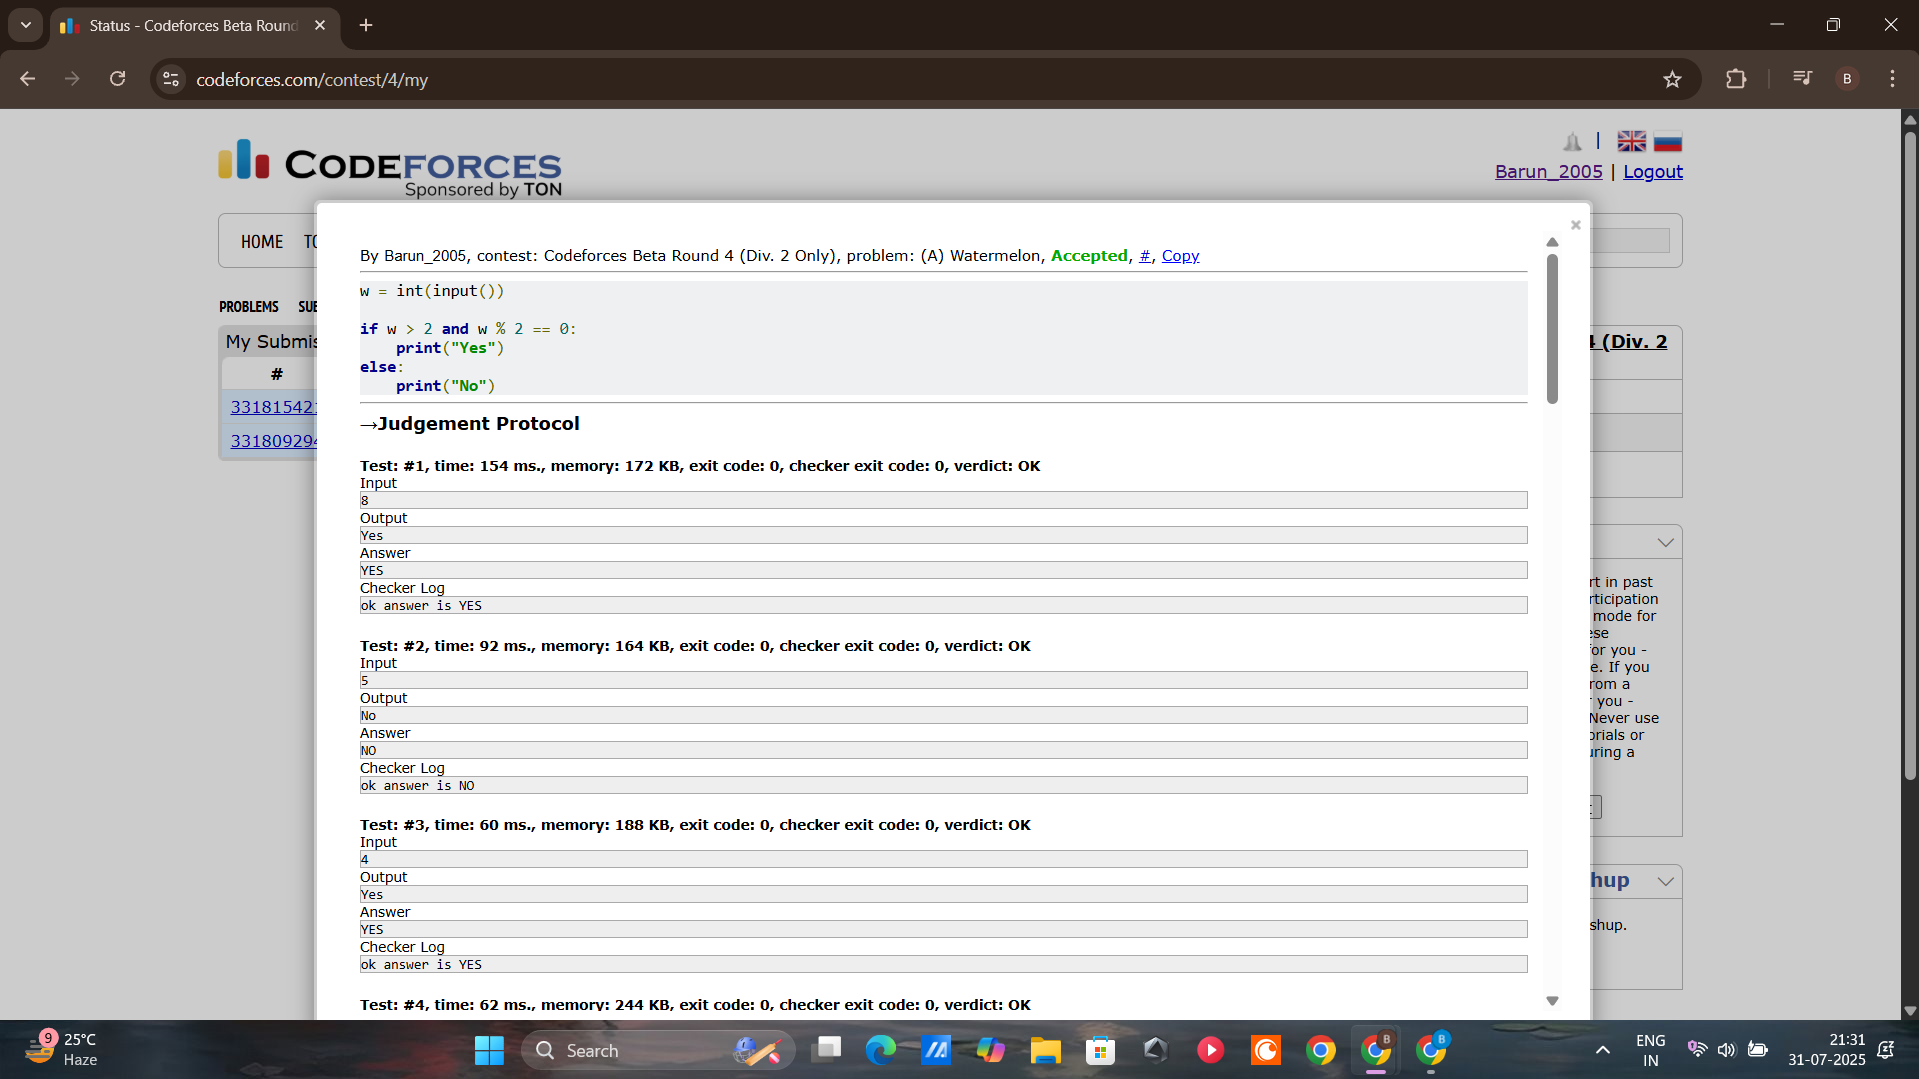 Status - Codeforces Beta Round
codeforces.com/contest/4/my
B
CODEFORCES
Sponsored by TON
Barun_2005 | Logout
HOME
PROBLEMS
By Barun_2005, contest: Codeforces Beta Round 4 (Div. 2 Only), problem: (A) Watermelon, Accepted, #, Copy
w = int(input())
if w > 2 and w % 2 == 0:
    print("Yes")
else:
    print("No")
My Submis
4 (Div. 2
#
33181542
33180929
→Judgement Protocol
Test: #1, time: 154 ms., memory: 172 KB, exit code: 0, checker exit code: 0, verdict: OK
Input
8
Output
Yes
Answer
YES
Checker Log
ok answer is YES
Test: #2, time: 92 ms., memory: 164 KB, exit code: 0, checker exit code: 0, verdict: OK
Input
5
Output
No
Answer
NO
Checker Log
ok answer is NO
Test: #3, time: 60 ms., memory: 188 KB, exit code: 0, checker exit code: 0, verdict: OK
Input
4
Output
Yes
Answer
YES
Checker Log
ok answer is YES
Test: #4, time: 62 ms., memory: 244 KB, exit code: 0, checker exit code: 0, verdict: OK
rt in past
rticipation
mode for
ese
for you -
e. If you
rom a
you -
Never use
orials or
uring a
hup
shup.
9
25°C
Haze
Search
B
B
ENG
IN
21:31
31-07-2025